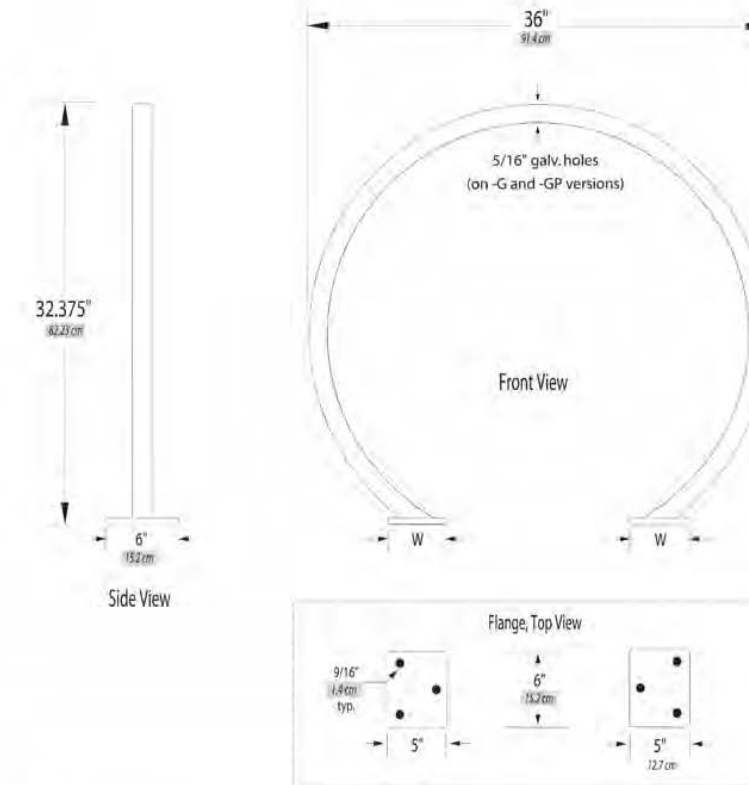 36"
91.4 cm
5/16" galv. holes
(on -G and -GP versions)
32.375"
82.23 cm
Front View
6"
15.2 cm
W
W
Side View
Flange, Top View
9/16"
1.4 cm
typ.
6"
15.2 cm
5"
5"
12.7 cm